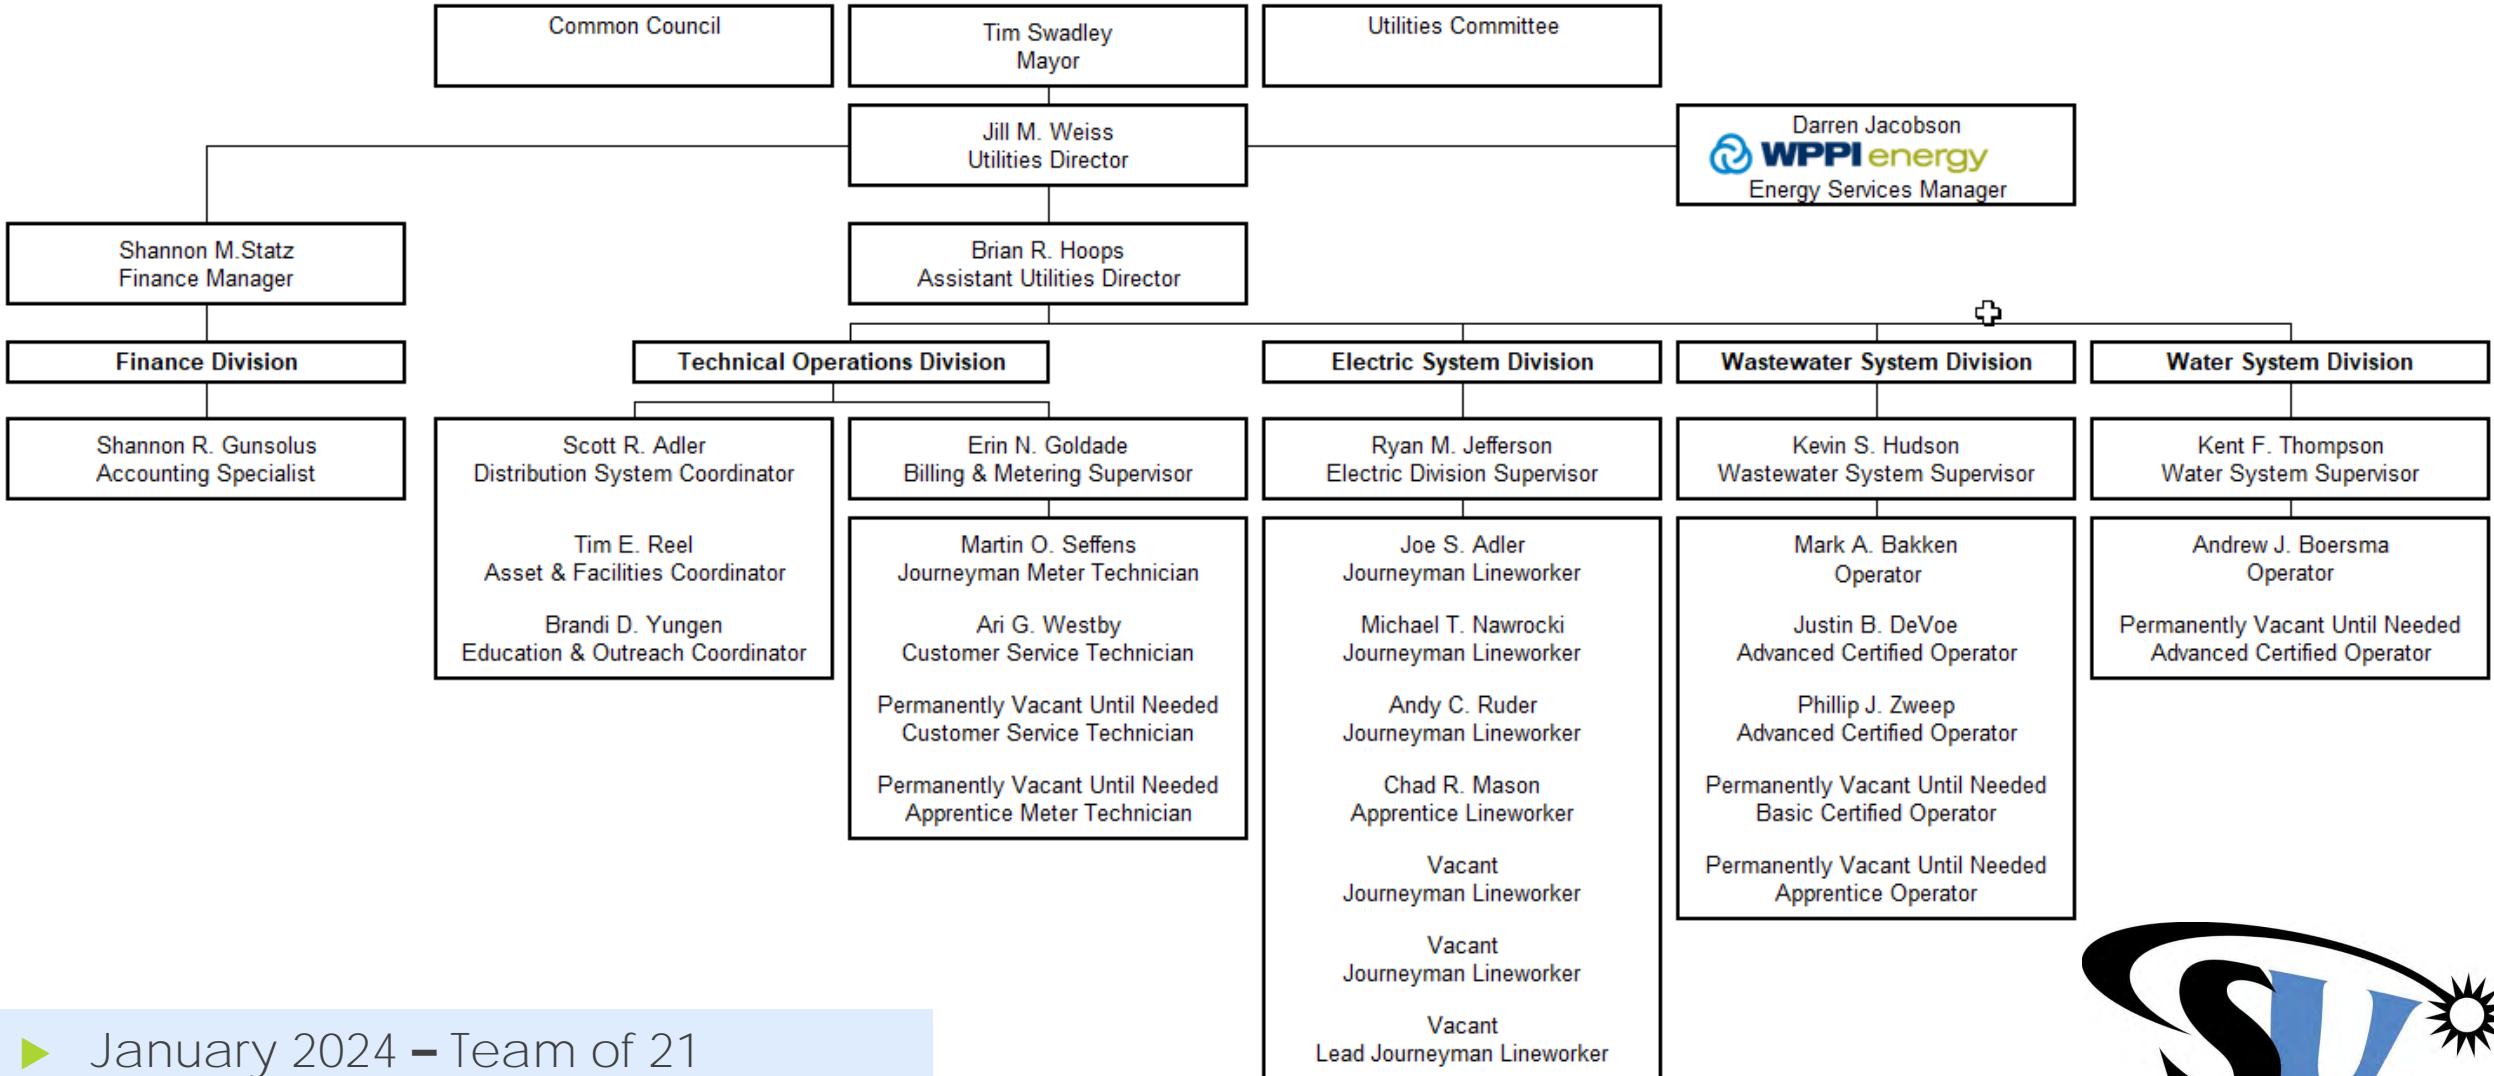 Common Council
Tim Swadley
Mayor
Utilities Committee
Jill M. Weiss
Utilities Director
Darren Jacobson
WPPI energy
Energy Services Manager
Shannon M.Statz
Finance Manager
Brian R. Hoops
Assistant Utilities Director
Finance Division
Technical Operations Division
Electric System Division
Wastewater System Division
Water System Division
Shannon R. Gunsolus
Accounting Specialist
Scott R. Adler
Distribution System Coordinator
Tim E. Reel
Asset & Facilities Coordinator
Brandi D. Yungen
Education & Outreach Coordinator
Erin N. Goldade
Billing & Metering Supervisor
Martin O. Seffens
Journeyman Meter Technician
Ari G. Westby
Customer Service Technician
Permanently Vacant Until Needed
Customer Service Technician
Permanently Vacant Until Needed
Apprentice Meter Technician
Ryan M. Jefferson
Electric Division Supervisor
Joe S. Adler
Journeyman Lineworker
Michael T. Nawrocki
Journeyman Lineworker
Andy C. Ruder
Journeyman Lineworker
Chad R. Mason
Apprentice Lineworker
Vacant
Journeyman Lineworker
Vacant
Journeyman Lineworker
Vacant
Lead Journeyman Lineworker
Kevin S. Hudson
Wastewater System Supervisor
Mark A. Bakken
Operator
Justin B. DeVoe
Advanced Certified Operator
Phillip J. Zweep
Advanced Certified Operator
Permanently Vacant Until Needed
Basic Certified Operator
Permanently Vacant Until Needed
Apprentice Operator
Kent F. Thompson
Water System Supervisor
Andrew J. Boersma
Operator
Permanently Vacant Until Needed
Advanced Certified Operator
January 2024 – Team of 21
SU